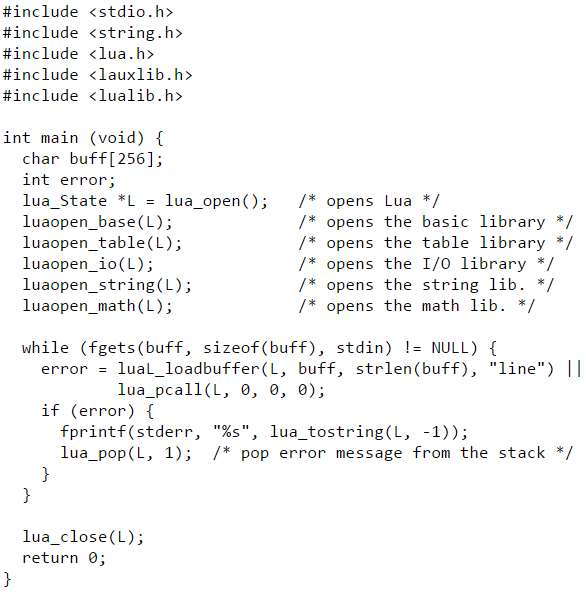 #include <stdio.h>
#include <string.h>
#include <lua.h>
#include <lauxlib.h>
#include <lualib.h>

int main (void) {
  char buff[256];
  int error;
  lua_State *L = lua_open();   /* opens Lua */
  luaopen_base(L);             /* opens the basic library */
  luaopen_table(L);            /* opens the table library */
  luaopen_io(L);               /* opens the I/O library */
  luaopen_string(L);           /* opens the string lib. */
  luaopen_math(L);             /* opens the math lib. */

  while (fgets(buff, sizeof(buff), stdin) != NULL) {
    error = luaL_loadbuffer(L, buff, strlen(buff), "line") ||
            lua_pcall(L, 0, 0, 0);
    if (error) {
      fprintf(stderr, "%s", lua_tostring(L, -1));
      lua_pop(L, 1);  /* pop error message from the stack */
    }
  }

  lua_close(L);
  return 0;
}